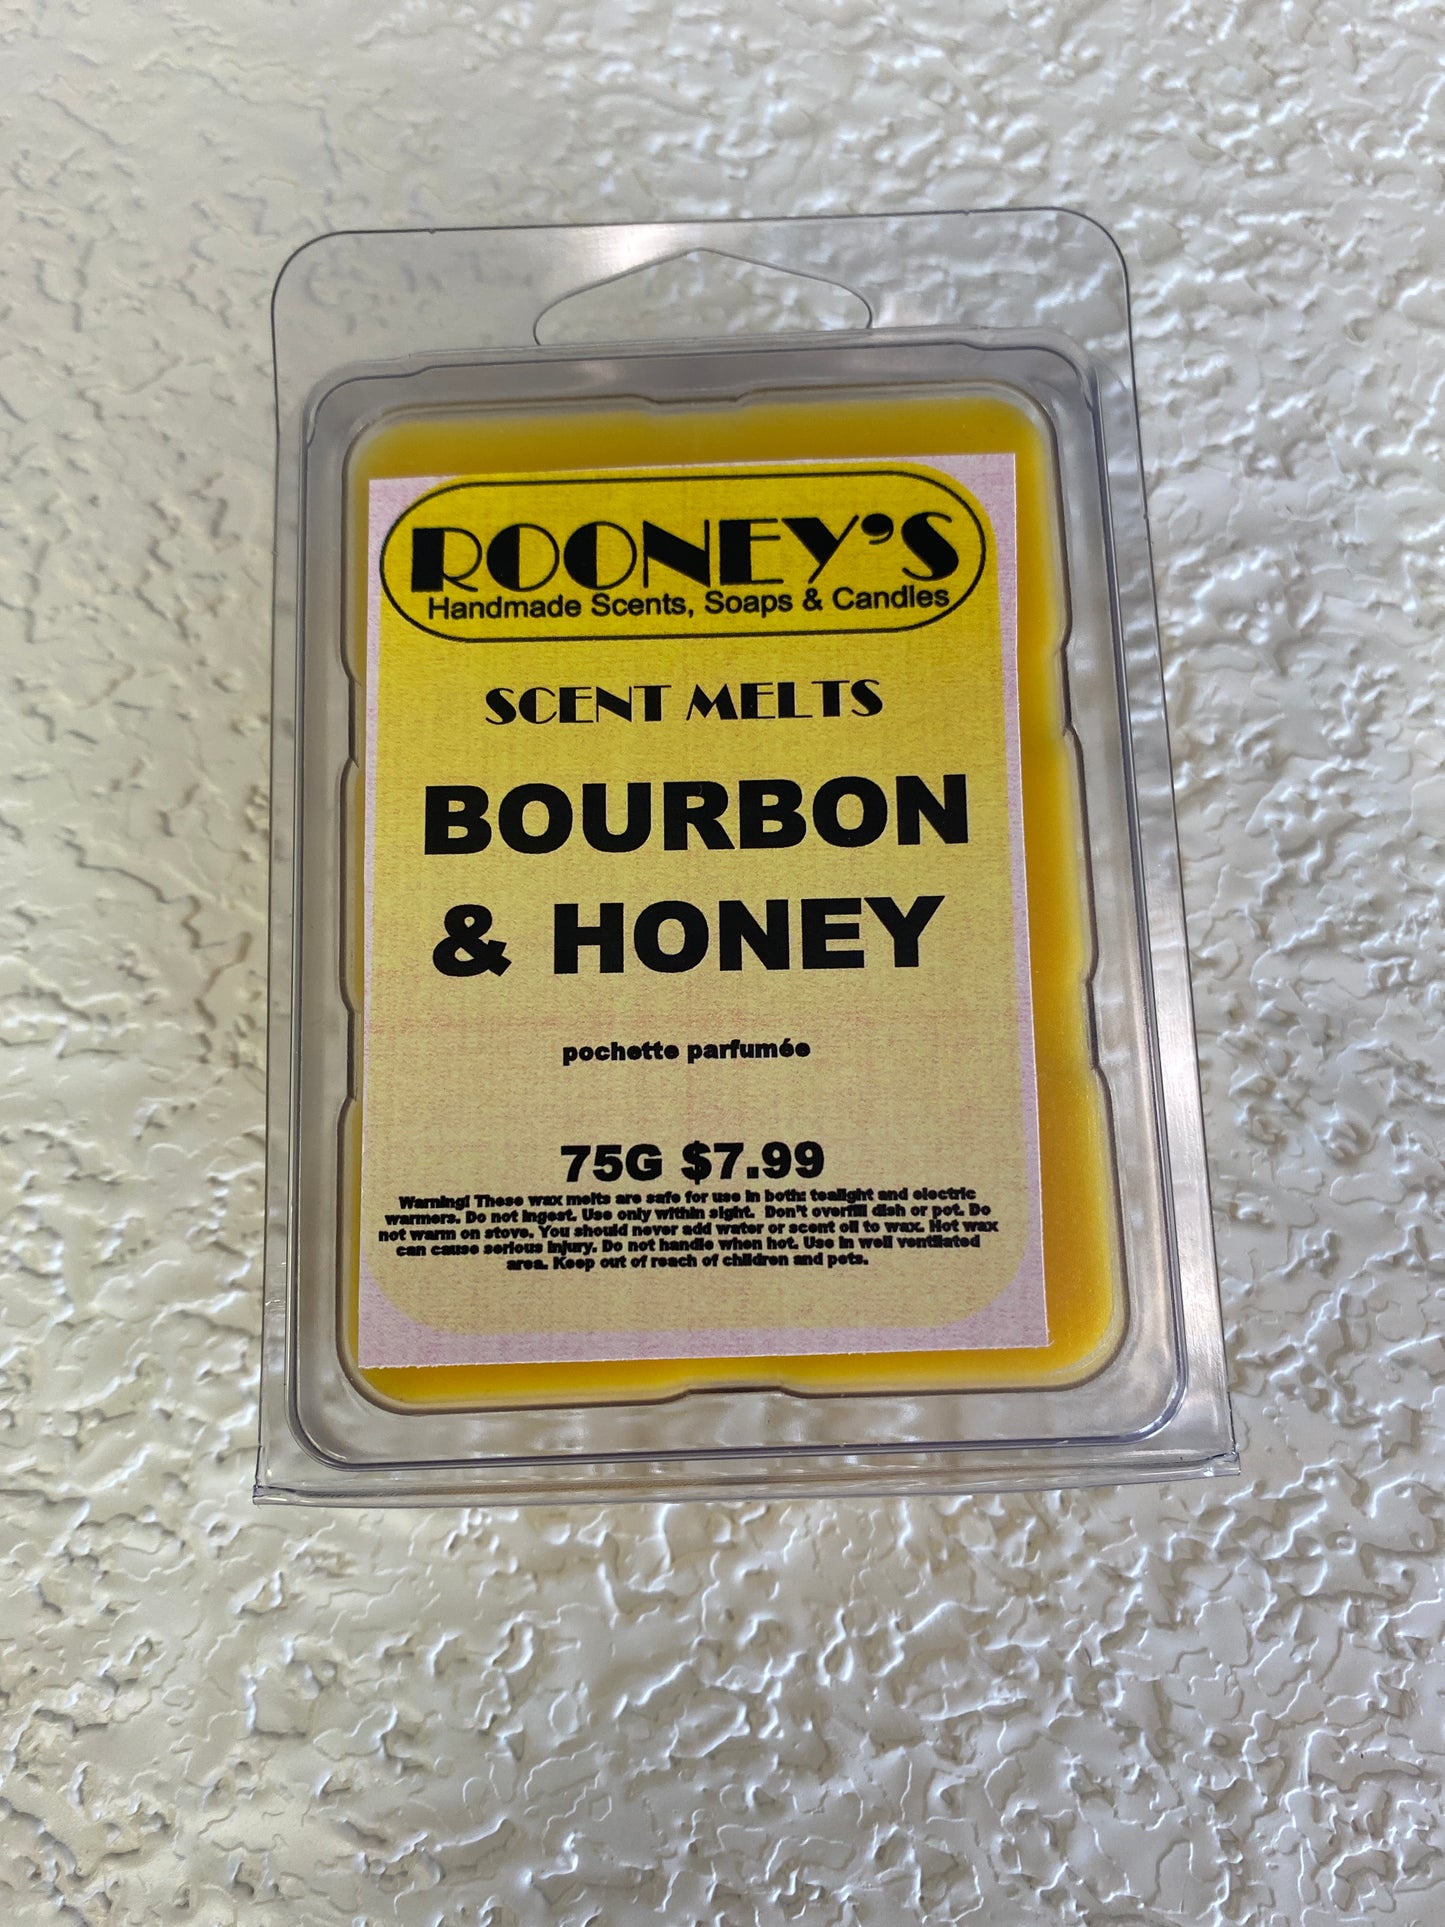 ROONEY'S
Handmade Scents, Soaps & Candles
SCENT MELTS
BOURBON
& HONEY
pochette parfumée
75G $7.99
Warning! These wax melts are safe for use in both: tealight and electric
warmers. Do not ingest. Use only within sight. Don't overfill dish or pot. Do
not warm on stove. You should never add water or scent oil to wax. Hot wax
can cause serious injury. Do not handle when hot. Use in well ventilated
area. Keep out of reach of children and pets.